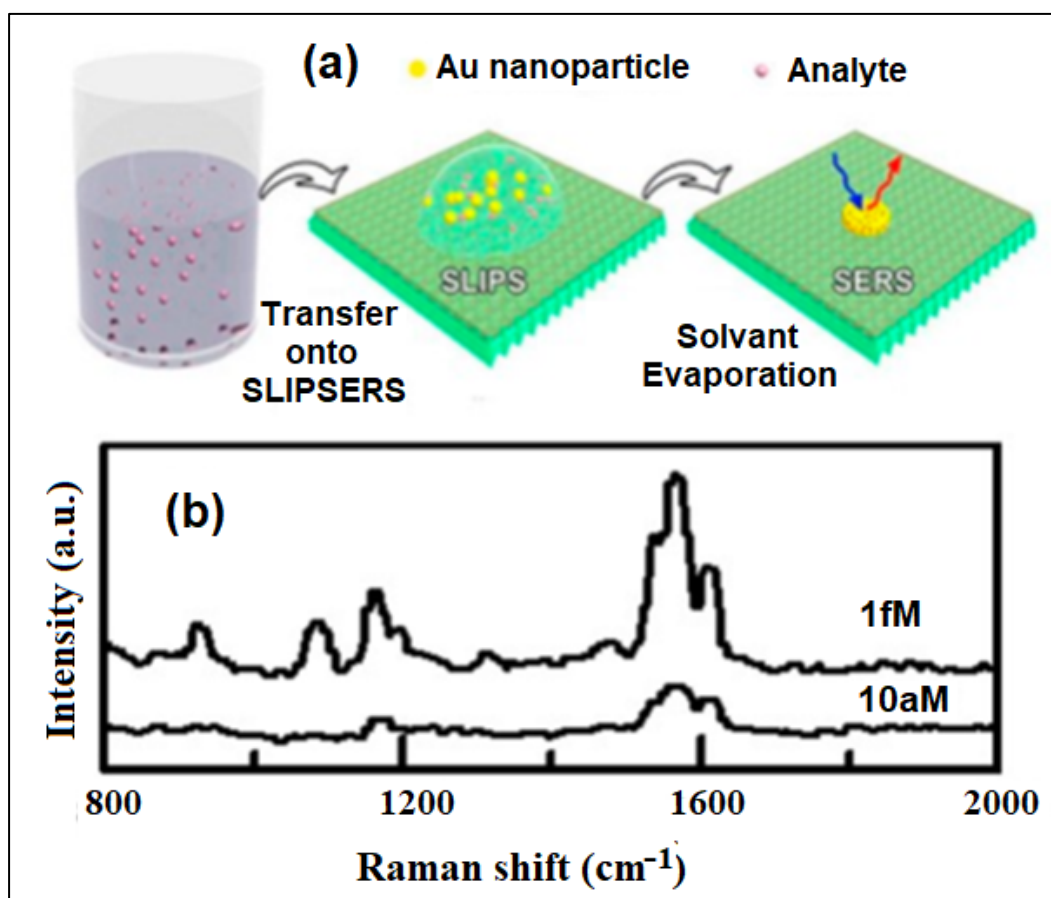 (a)
Au nanoparticle
Analyte
SLIPS
SERS
Transfer
onto
SLIPSERS
Solvant
Evaporation
(b)
Intensity (a.u.)
1fM
10aM
800 1200 1600 2000
Raman shift (cm⁻¹)